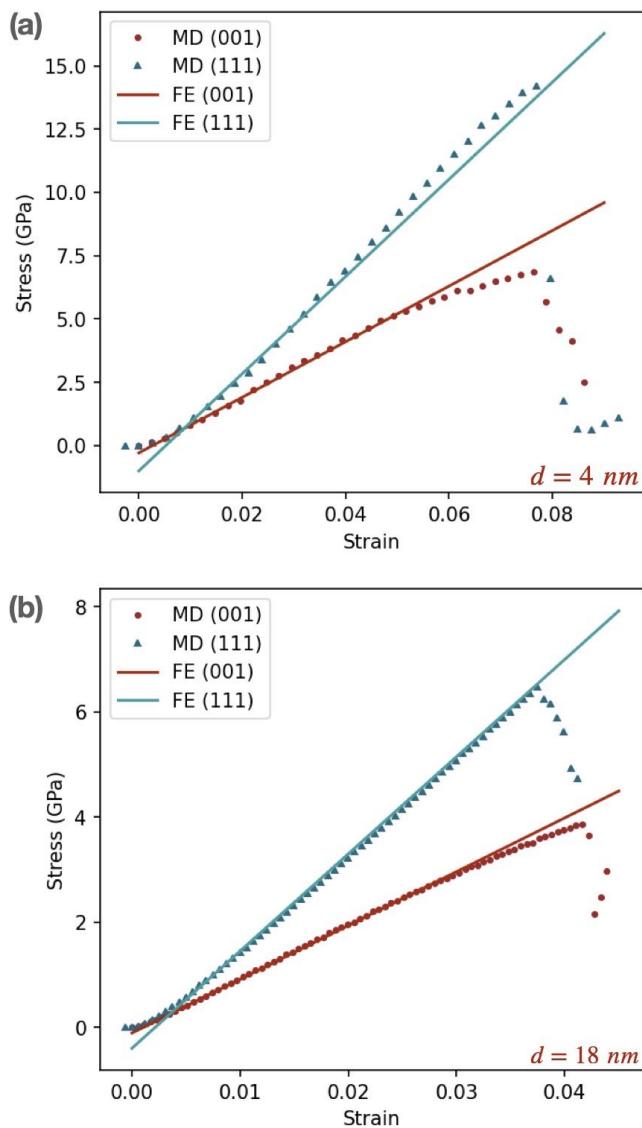 (a)
MD (001)
MD (111)
FE (001)
FE (111)
15.0
12.5
10.0
7.5
5.0
2.5
0.0
Stress (GPa)
d = 4 nm
0.00 0.02 0.04 0.06 0.08
Strain
(b)
MD (001)
MD (111)
FE (001)
FE (111)
8
6
4
2
0
Stress (GPa)
d = 18 nm
0.00 0.01 0.02 0.03 0.04
Strain